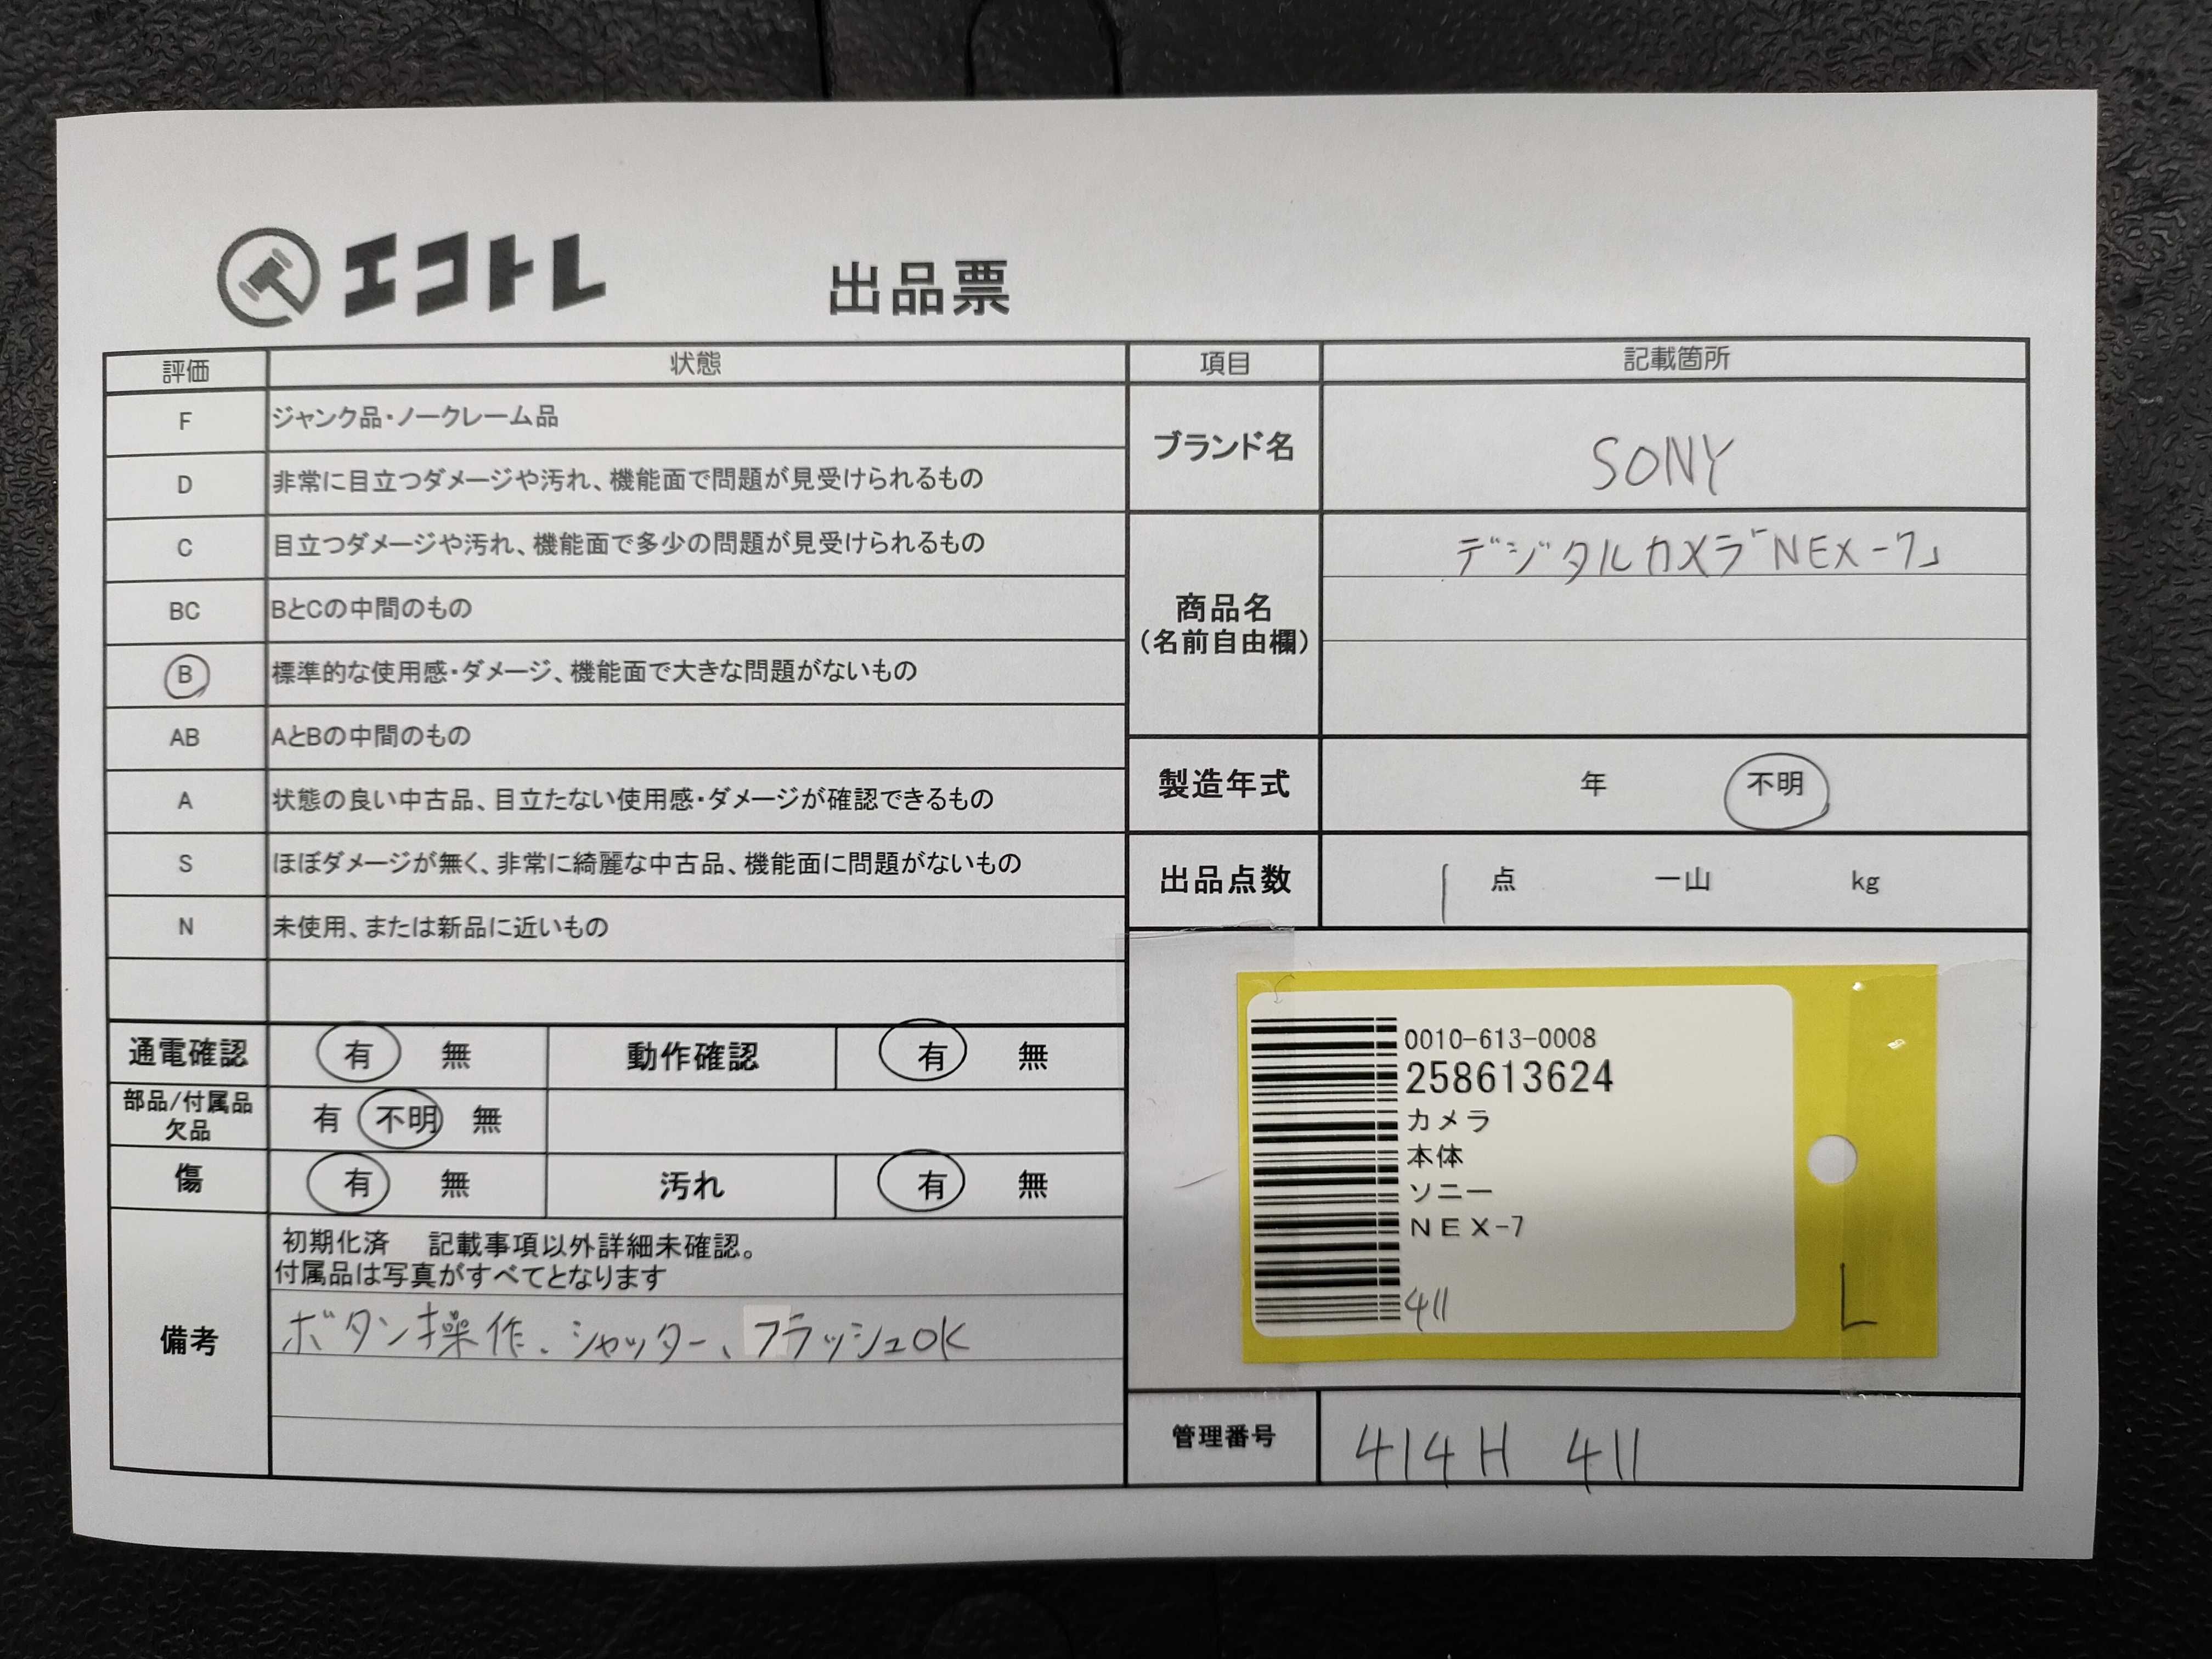 エコトレ 出品票
評価 状態
F ジャンク品・ノークレーム品
D 非常に目立つダメージや汚れ、機能面で問題が見受けられるもの
C 目立つダメージや汚れ、機能面で多少の問題が見受けられるもの
BC BとCの中間のもの
B 標準的な使用感・ダメージ、機能面で大きな問題がないもの
AB AとBの中間のもの
A 状態の良い中古品、目立たない使用感・ダメージが確認できるもの
S ほぼダメージが無く、非常に綺麗な中古品、機能面に問題がないもの
N 未使用、または新品に近いもの
通電確認 有 無 動作確認 有 無
部品/付属品
欠品 有 不明 無
傷 有 無 汚れ 有 無
備考
初期化済 記載事項以外詳細未確認。
付属品は写真がすべてとなります
ボタン操作、シャッター、フラッシュOK
項目 記載箇所
ブランド名 SONY
商品名
(名前自由欄)
デジタルカメラ「NEX-7」
製造年式 年 不明
出品点数 1 点 一山 kg
0010-613-0008
258613624
カメラ
本体
ソニー
NEX-7
411
L
管理番号 414H 411